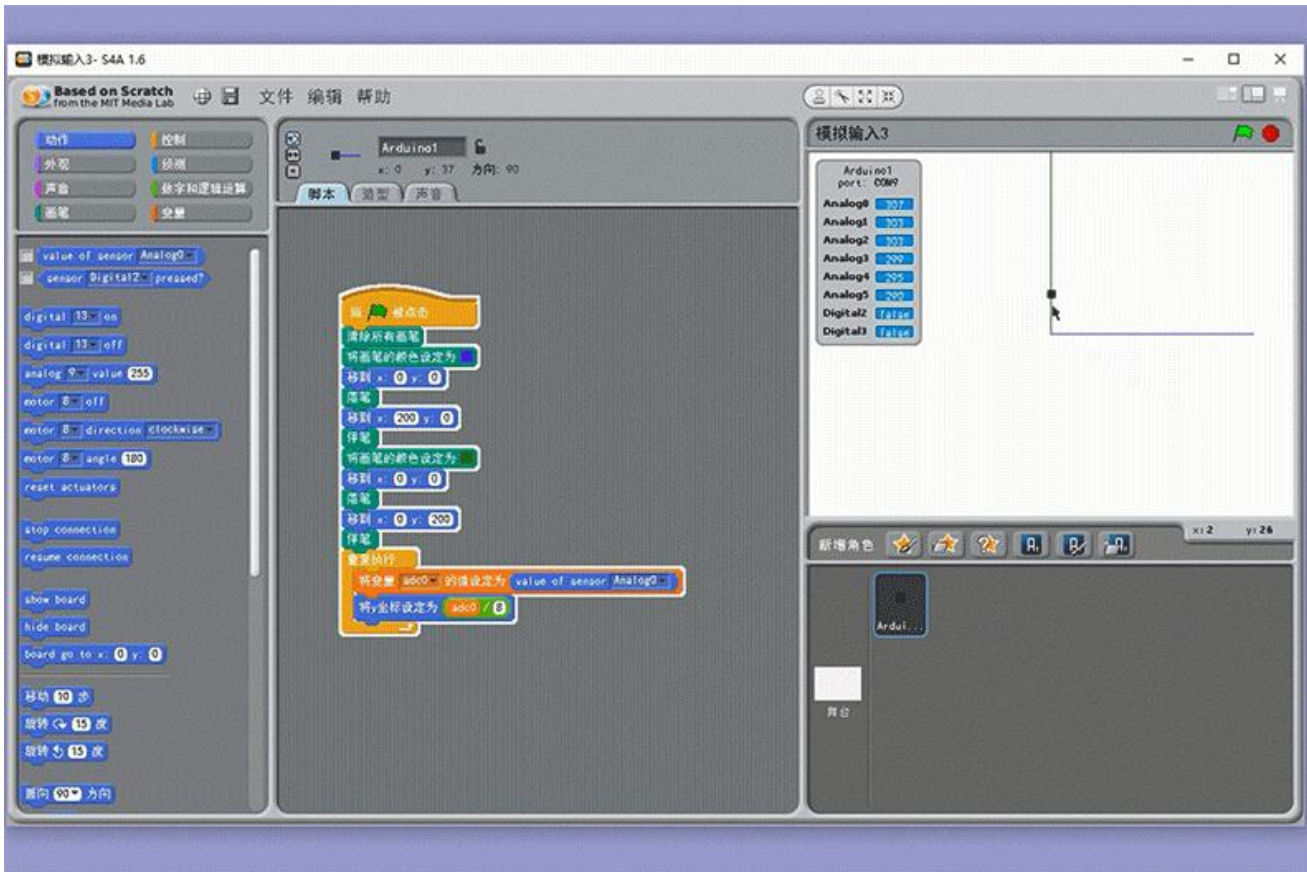 模拟输入3- S4A 1.6
Based on Scratch
from the MIT Media Lab
文件 编辑 帮助
动作 控制
外观 侦测
声音 数字和逻辑运算
画笔 变量
value of sensor Analog0
sensor Digital2 pressed?
digital 13 on
digital 13 off
analog 9 value 255
motor 8 off
motor 8 direction clockwise
motor 8 angle 180
reset actuators
stop connection
resume connection
show board
hide board
board go to x: 0 y: 0
移动 10 步
旋转 15 度
旋转 15 度
面向 90 方向
Arduino1
x: 0 y: 37 方向: 90
脚本 造型 声音
当 被点击
清除所有画笔
将画笔的颜色设定为
移到 x: 0 y: 0
落笔
移到 x: 200 y: 0
停笔
将画笔的颜色设定为
移到 x: 0 y: 0
落笔
移到 x: 0 y: 200
停笔
重复执行
将变量 adc0 的值设定为 value of sensor Analog0
将y坐标设定为 adc0 / 8
模拟输入3
Arduino1
port: COM9
Analog0 307
Analog1 303
Analog2 303
Analog3 299
Analog4 295
Analog5 290
Digital2 false
Digital3 false
x: 2 y: 26
新增角色
Ardui...
舞台